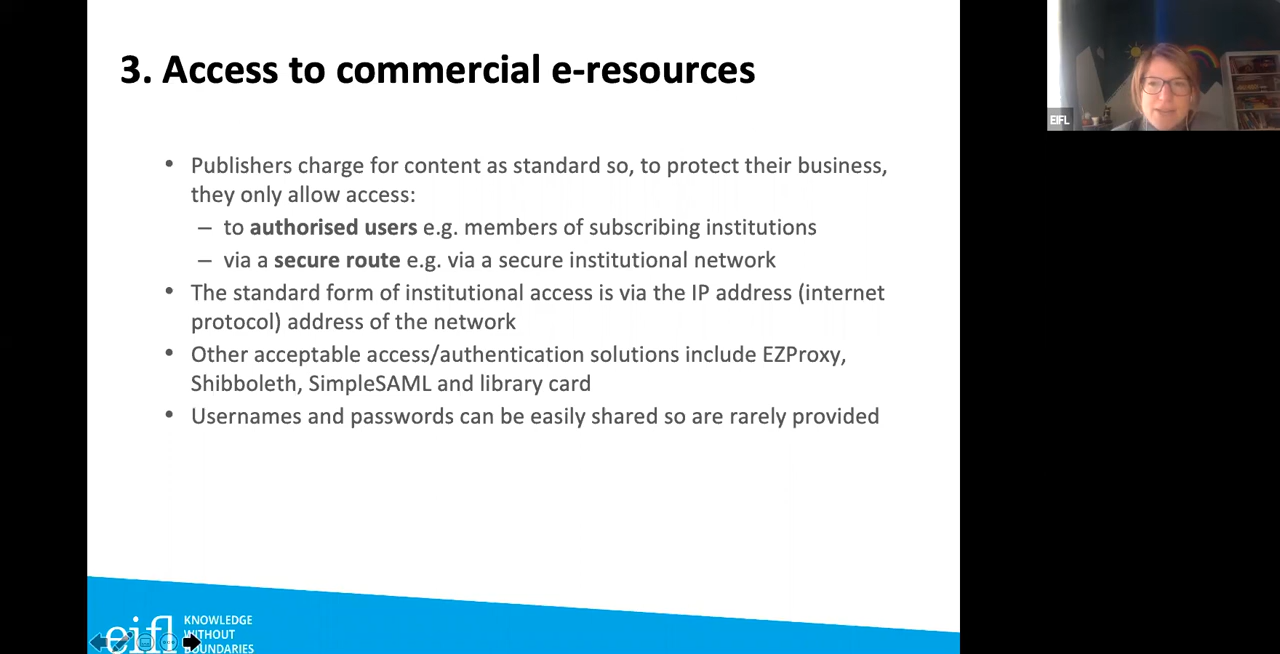 3. Access to commercial e-resources
• Publishers charge for content as standard so, to protect their business,
they only allow access:
– to authorised users e.g. members of subscribing institutions
– via a secure route e.g. via a secure institutional network
• The standard form of institutional access is via the IP address (internet
protocol) address of the network
• Other acceptable access/authentication solutions include EZProxy,
Shibboleth, SimpleSAML and library card
• Usernames and passwords can be easily shared so are rarely provided
EIFL
eifl
KNOWLEDGE
WITHOUT
BOUNDARIES